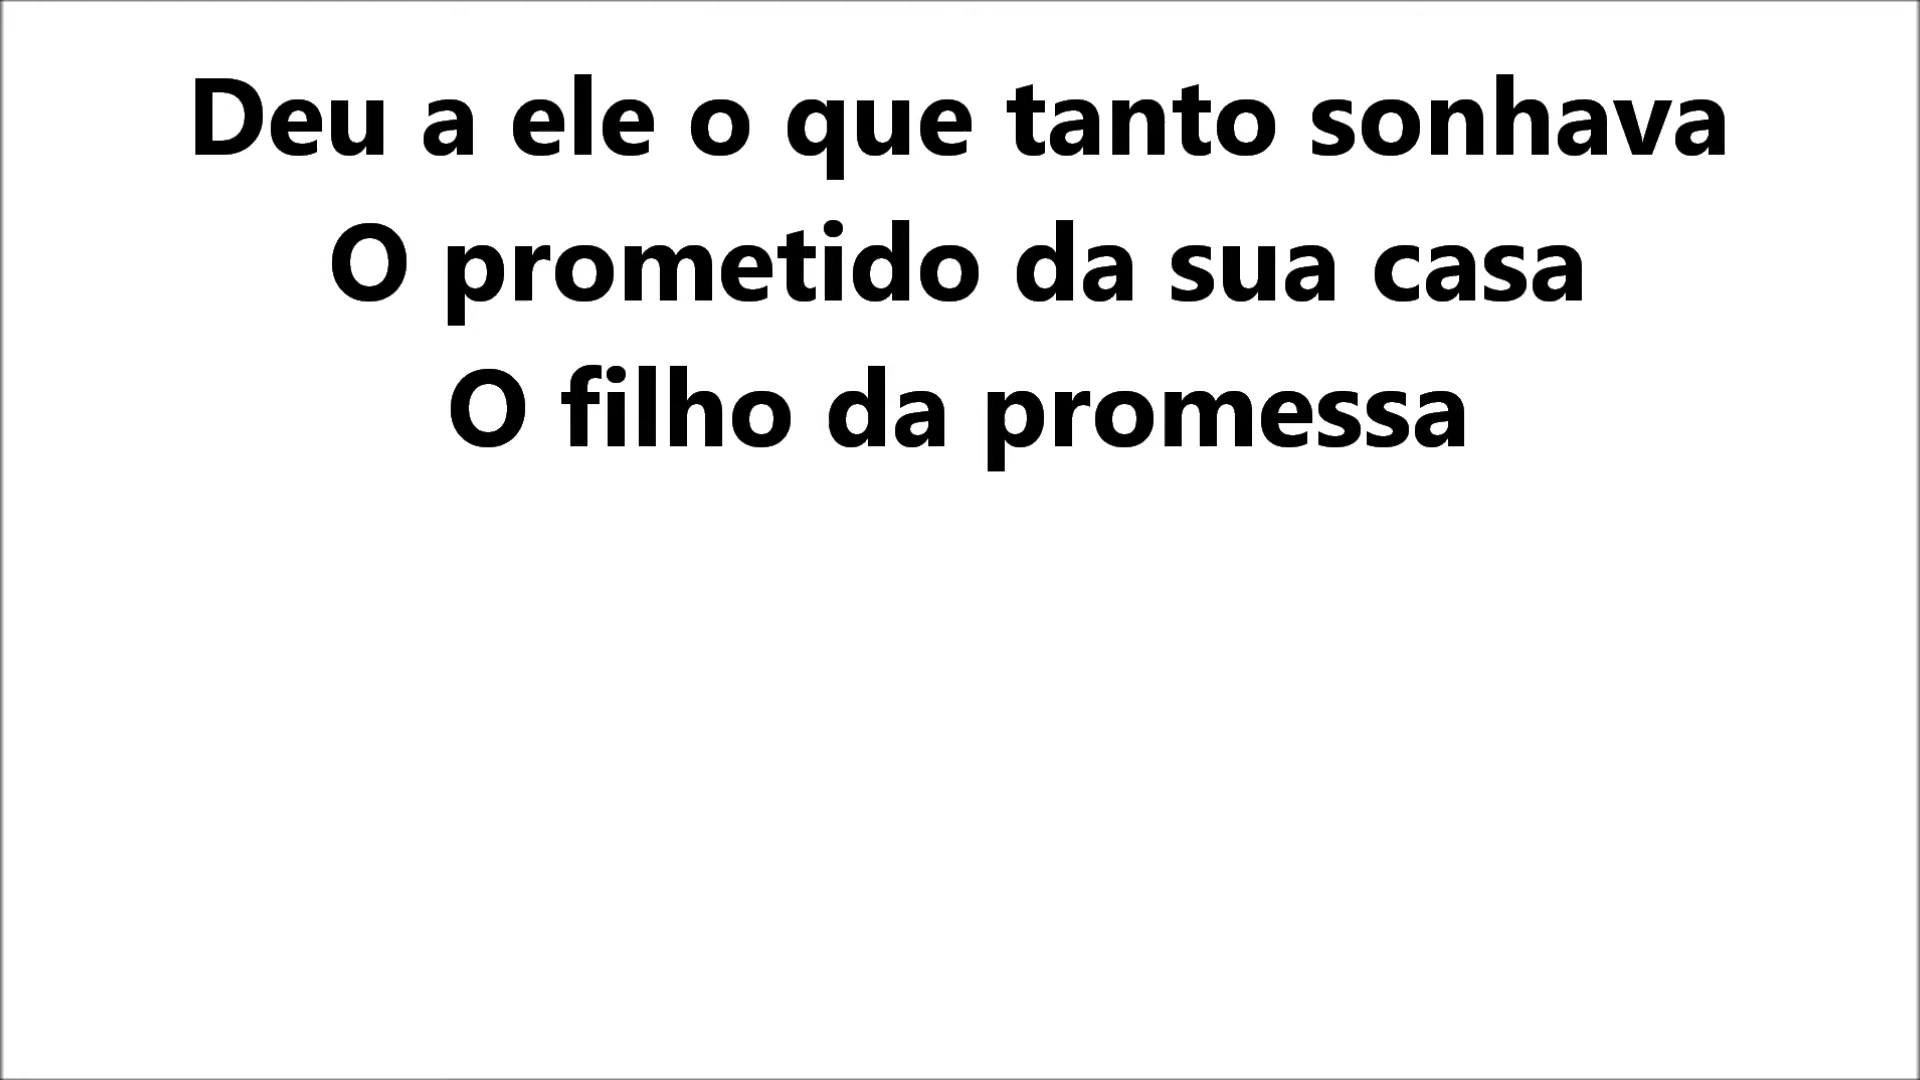 Deu a ele o que tanto sonhava
O prometido da sua casa
O filho da promessa